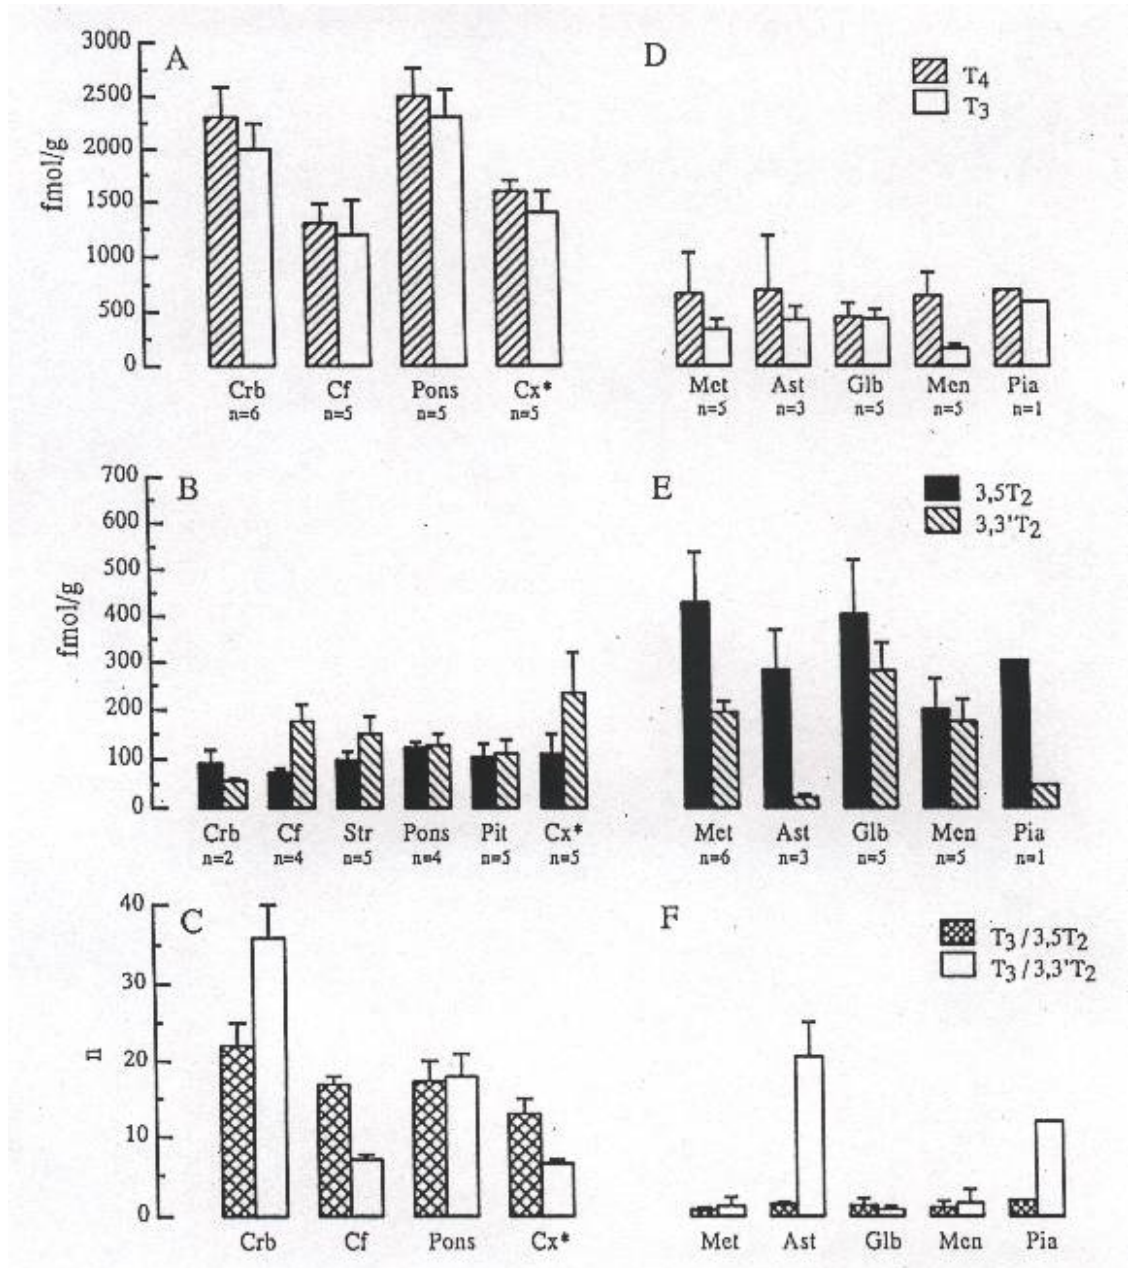 A
3000
2500
2000
1500
1000
500
0
fmol/g
Crb Cf Pons Cx*
n=6 n=5 n=5 n=5
D
T4
T3
Met Ast Glb Men Pia
n=5 n=3 n=5 n=5 n=1
B
700
600
500
400
300
200
100
0
fmol/g
Crb Cf Str Pons Pit Cx*
n=2 n=4 n=5 n=4 n=5 n=5
E
3,5T2
3,3'T2
Met Ast Glb Men Pia
n=6 n=3 n=5 n=5 n=1
C
40
30
20
10
0
n
Crb Cf Pons Cx*
F
T3/3,5T2
T3/3,3'T2
Met Ast Glb Men Pia